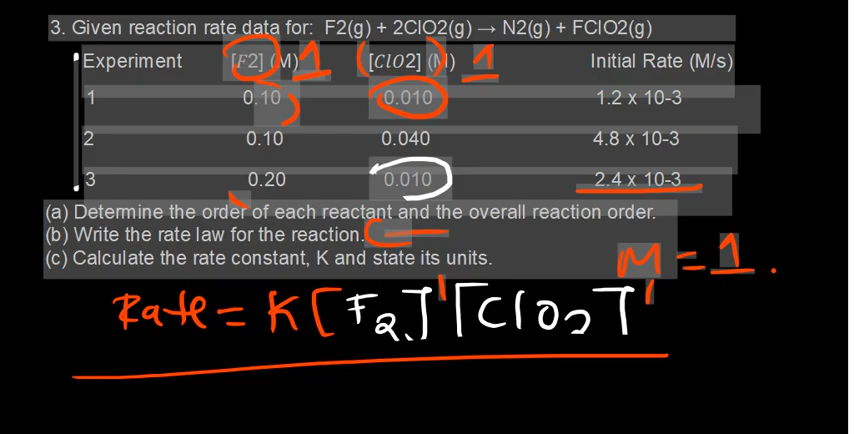 3. Given reaction rate data for: F2(g) + 2ClO2(g) → N2(g) + FClO2(g)
Experiment [F2] (M) 1 [ClO2] (M) 1 Initial Rate (M/s)
1 0.10 0.010 1.2 x 10-3
2 0.10 0.040 4.8 x 10-3
3 0.20 0.010 2.4 x 10-3
(a) Determine the order of each reactant and the overall reaction order.
(b) Write the rate law for the reaction.
(c) Calculate the rate constant, K and state its units.
M = 1.
Rate = K[F2]¹[ClO2]¹